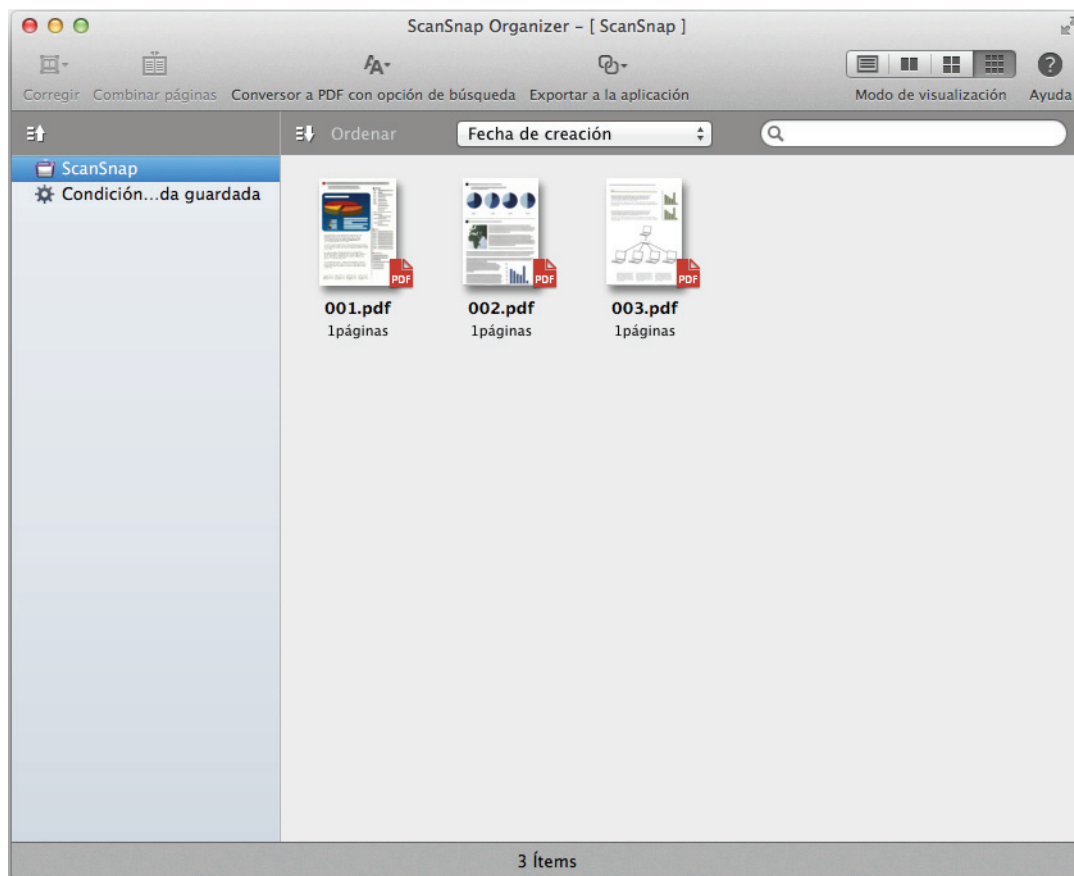 ScanSnap Organizer – [ ScanSnap ]
Corregir Combinar páginas Conversor a PDF con opción de búsqueda Exportar a la aplicación Modo de visualización Ayuda
Ordenar Fecha de creación
ScanSnap
Condición...da guardada
PDF PDF PDF
001.pdf 002.pdf 003.pdf
1páginas 1páginas 1páginas
3 Ítems